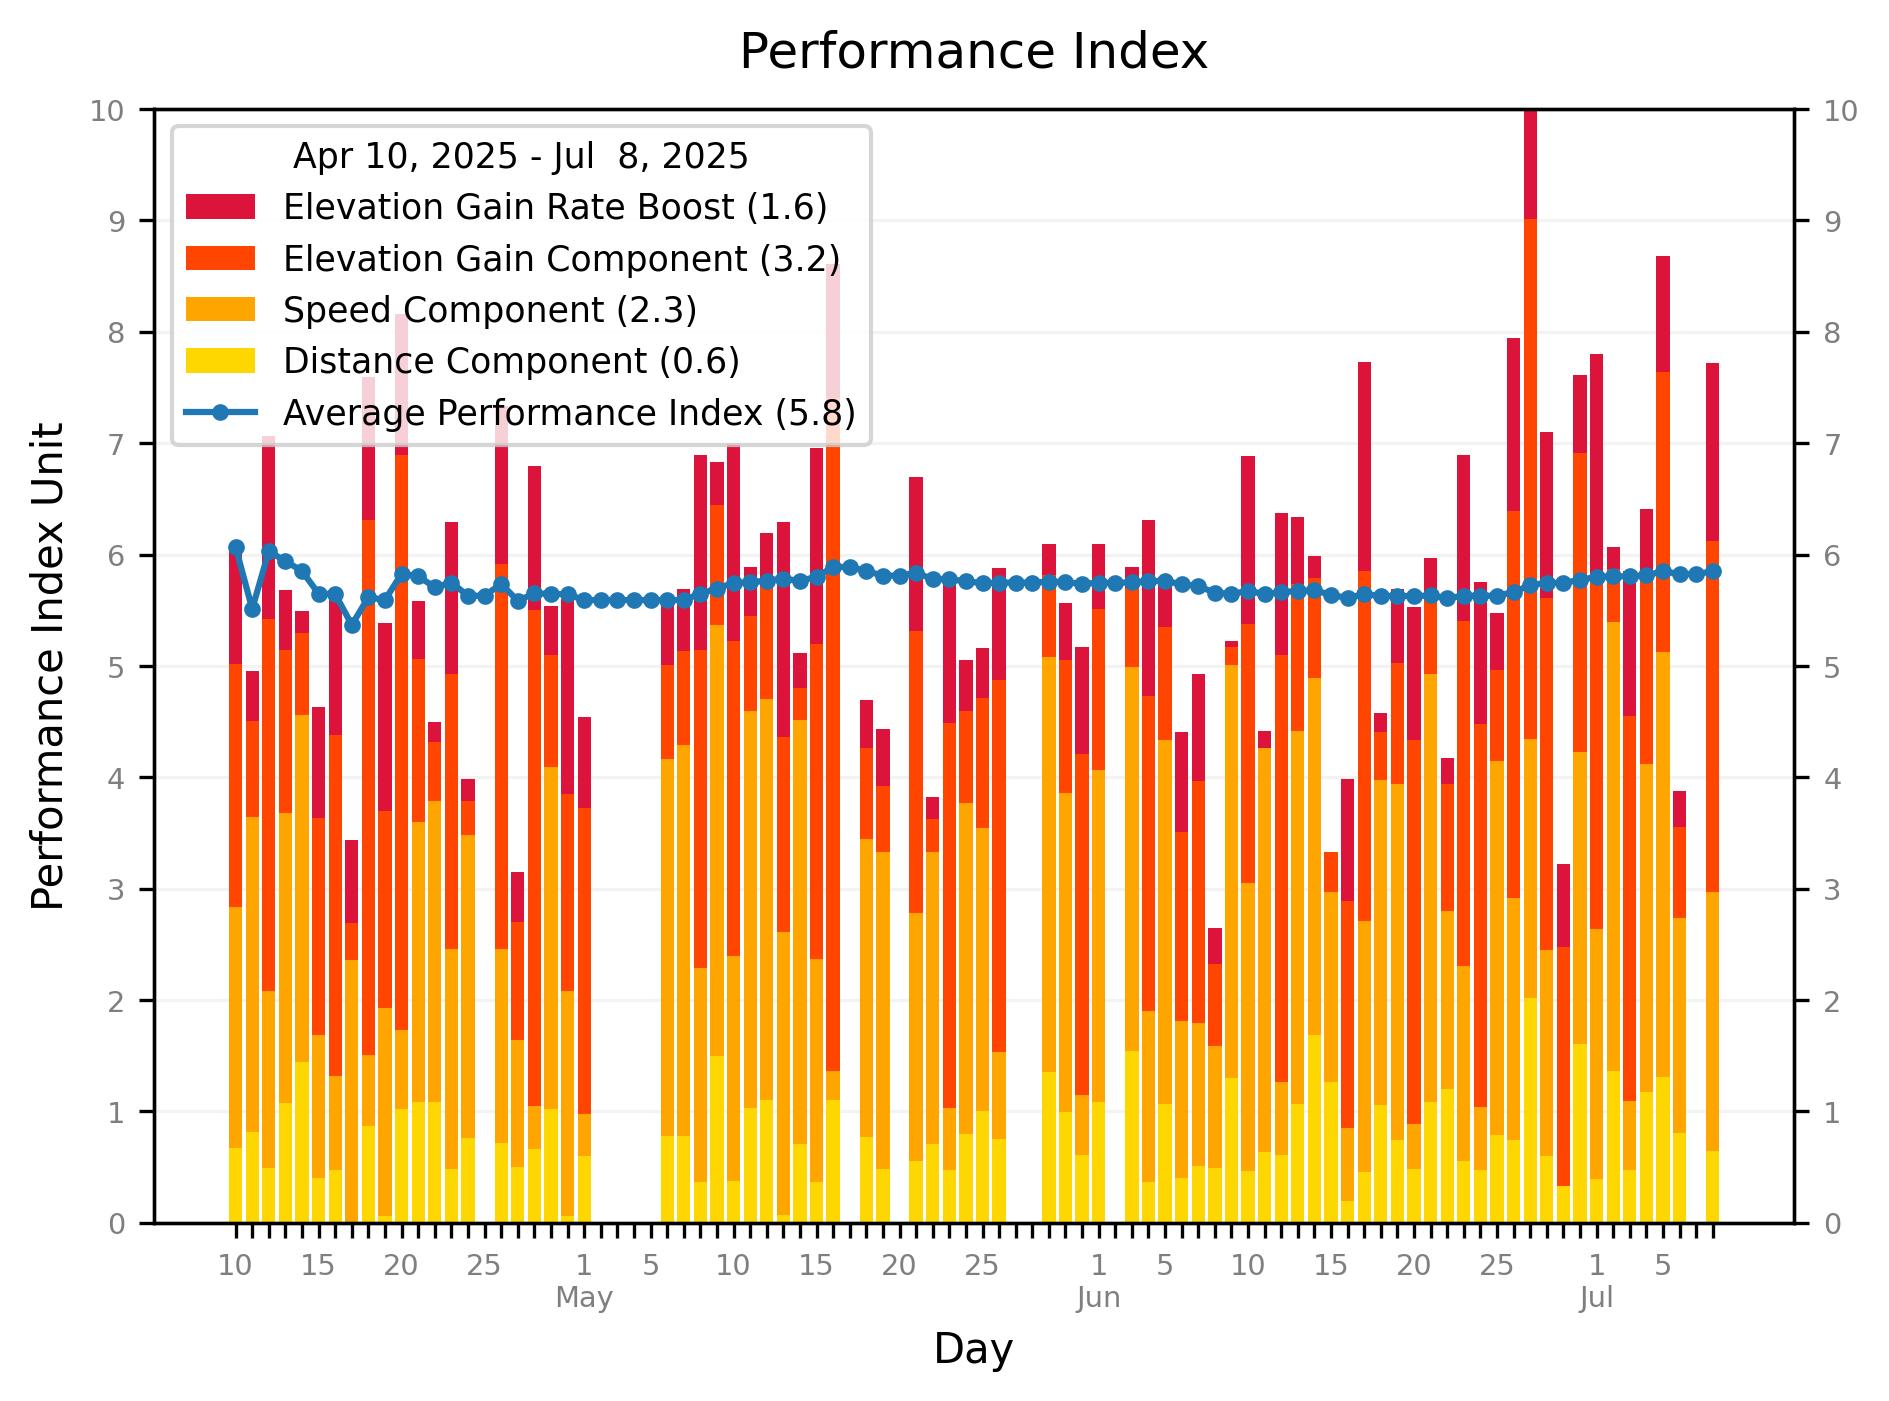 Performance Index
Apr 10, 2025 - Jul  8, 2025
Elevation Gain Rate Boost (1.6)
Elevation Gain Component (3.2)
Speed Component (2.3)
Distance Component (0.6)
Average Performance Index (5.8)
Performance Index Unit
10
9
8
7
6
5
4
3
2
1
0
10
9
8
7
6
5
4
3
2
1
0
10 15 20 25 1 5 10 15 20 25 1 5 10 15 20 25 1 5
May Jun Jul
Day